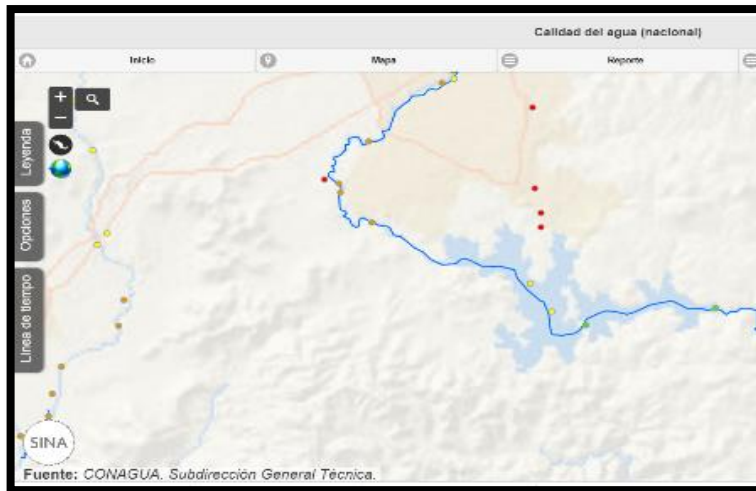 Calidad del agua (nacional)
Inicio
Mapa
Reporte
+
−
Leyenda
Opciones
Línea de tiempo
SINA
Fuente: CONAGUA. Subdirección General Técnica.